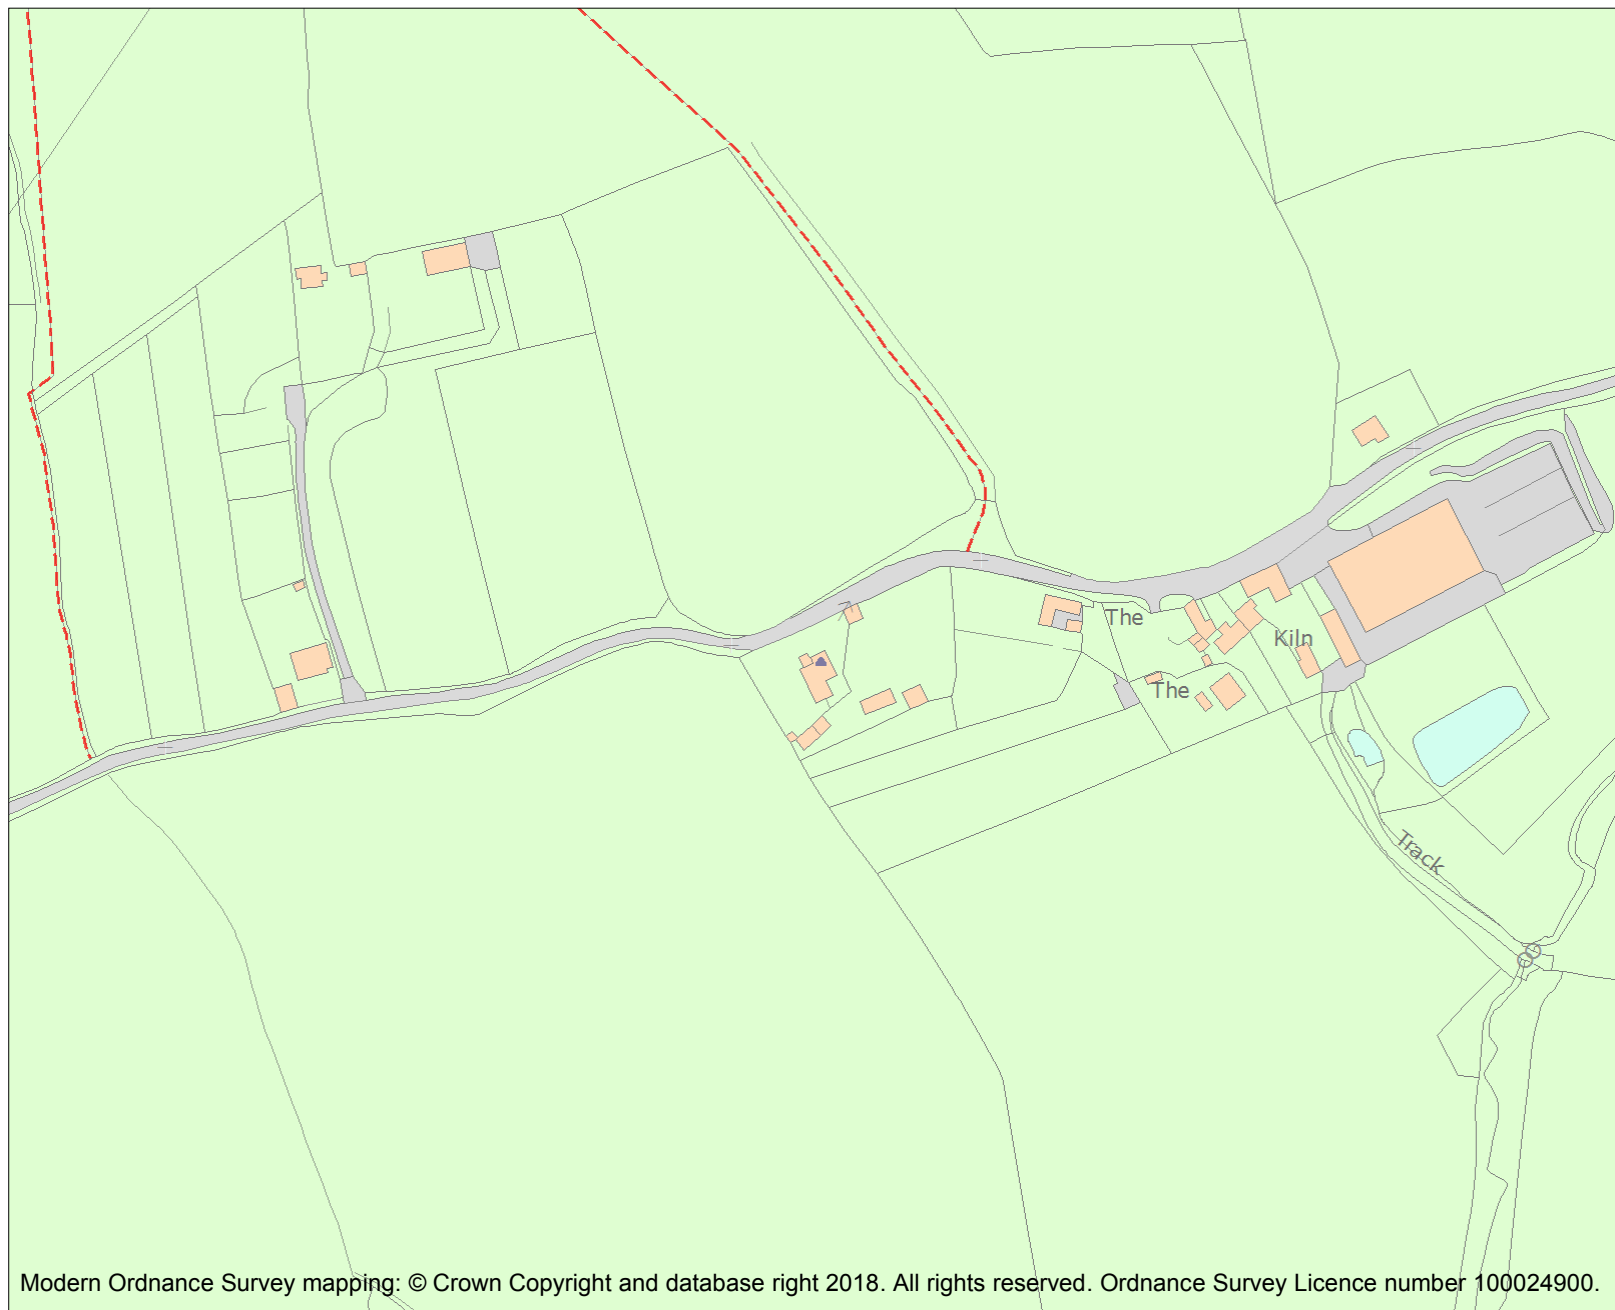 The
Kiln
The
Track
Modern Ordnance Survey mapping: © Crown Copyright and database right 2018. All rights reserved. Ordnance Survey Licence number 100024900.